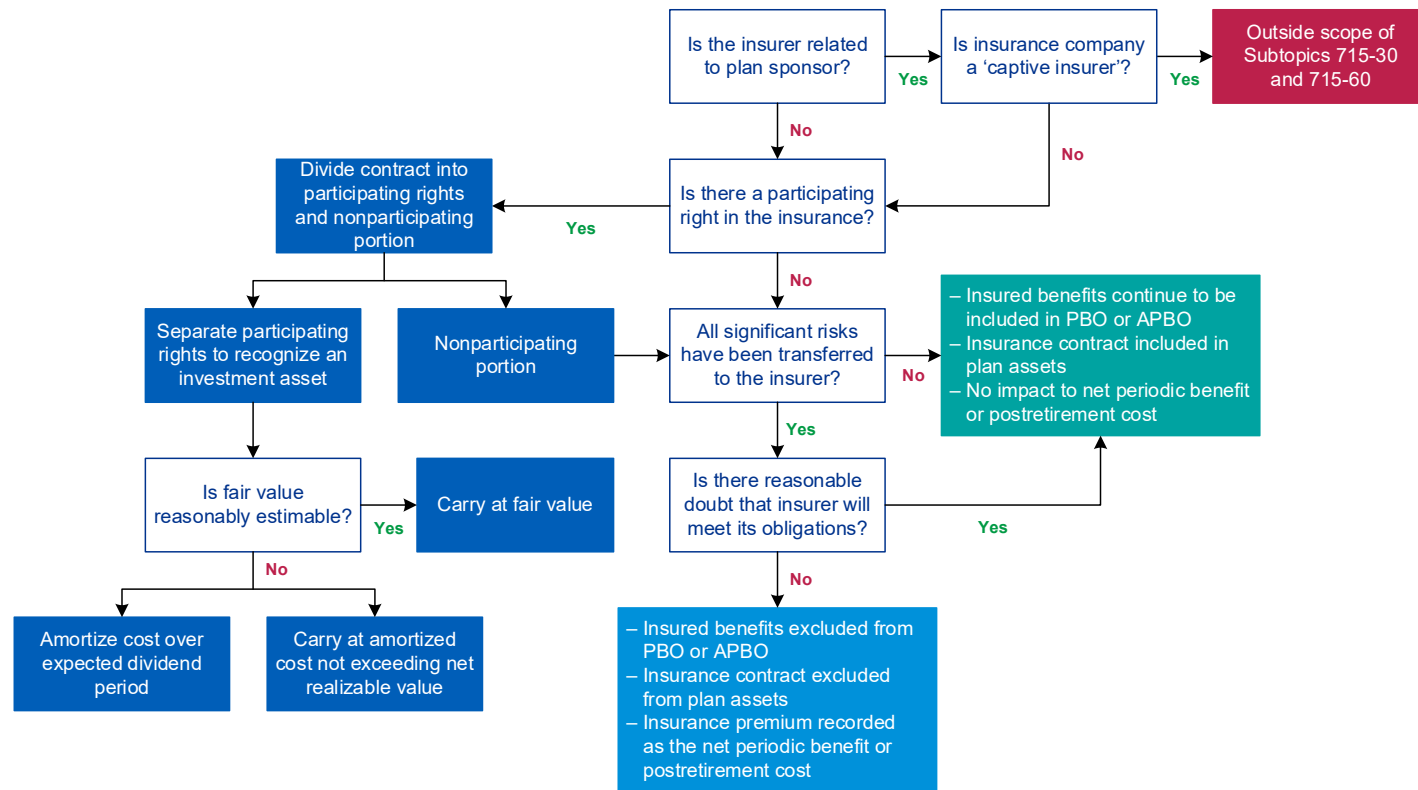 Is the insurer related
to plan sponsor?
Yes
Is insurance company
a ‘captive insurer’?
Yes
Outside scope of
Subtopics 715-30
and 715-60
No
No
Divide contract into
participating rights
and nonparticipating
portion
Yes
Is there a participating
right in the insurance?
No
Separate participating
rights to recognize an
investment asset
Nonparticipating
portion
All significant risks
have been transferred
to the insurer?
No
– Insured benefits continue to be
included in PBO or APBO
– Insurance contract included in
plan assets
– No impact to net periodic benefit
or postretirement cost
Yes
Is fair value
reasonably estimable?
Yes
Carry at fair value
Is there reasonable
doubt that insurer will
meet its obligations?
Yes
No
No
Amortize cost over
expected dividend
period
Carry at amortized
cost not exceeding net
realizable value
– Insured benefits excluded from
PBO or APBO
– Insurance contract excluded
from plan assets
– Insurance premium recorded
as the net periodic benefit or
postretirement cost